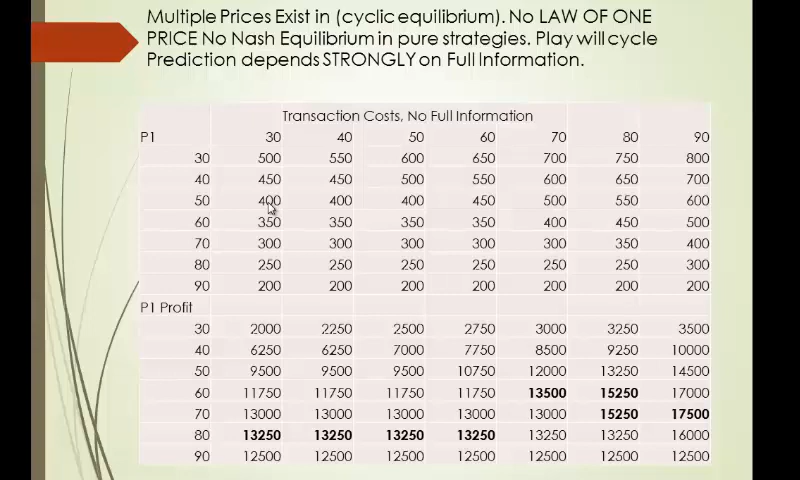 Multiple Prices Exist in (cyclic equilibrium). No LAW OF ONE
PRICE No Nash Equilibrium in pure strategies. Play will cycle
Prediction depends STRONGLY on Full Information.
Transaction Costs, No Full Information
P1 30 40 50 60 70 80 90
30 500 550 600 650 700 750 800
40 450 450 500 550 600 650 700
50 400 400 400 450 500 550 600
60 350 350 350 350 400 450 500
70 300 300 300 300 300 350 400
80 250 250 250 250 250 250 300
90 200 200 200 200 200 200 200
P1 Profit
30 2000 2250 2500 2750 3000 3250 3500
40 6250 6250 7000 7750 8500 9250 10000
50 9500 9500 9500 10750 12000 13250 14500
60 11750 11750 11750 11750 13500 15250 17000
70 13000 13000 13000 13000 13000 15250 17500
80 13250 13250 13250 13250 13250 13250 16000
90 12500 12500 12500 12500 12500 12500 12500